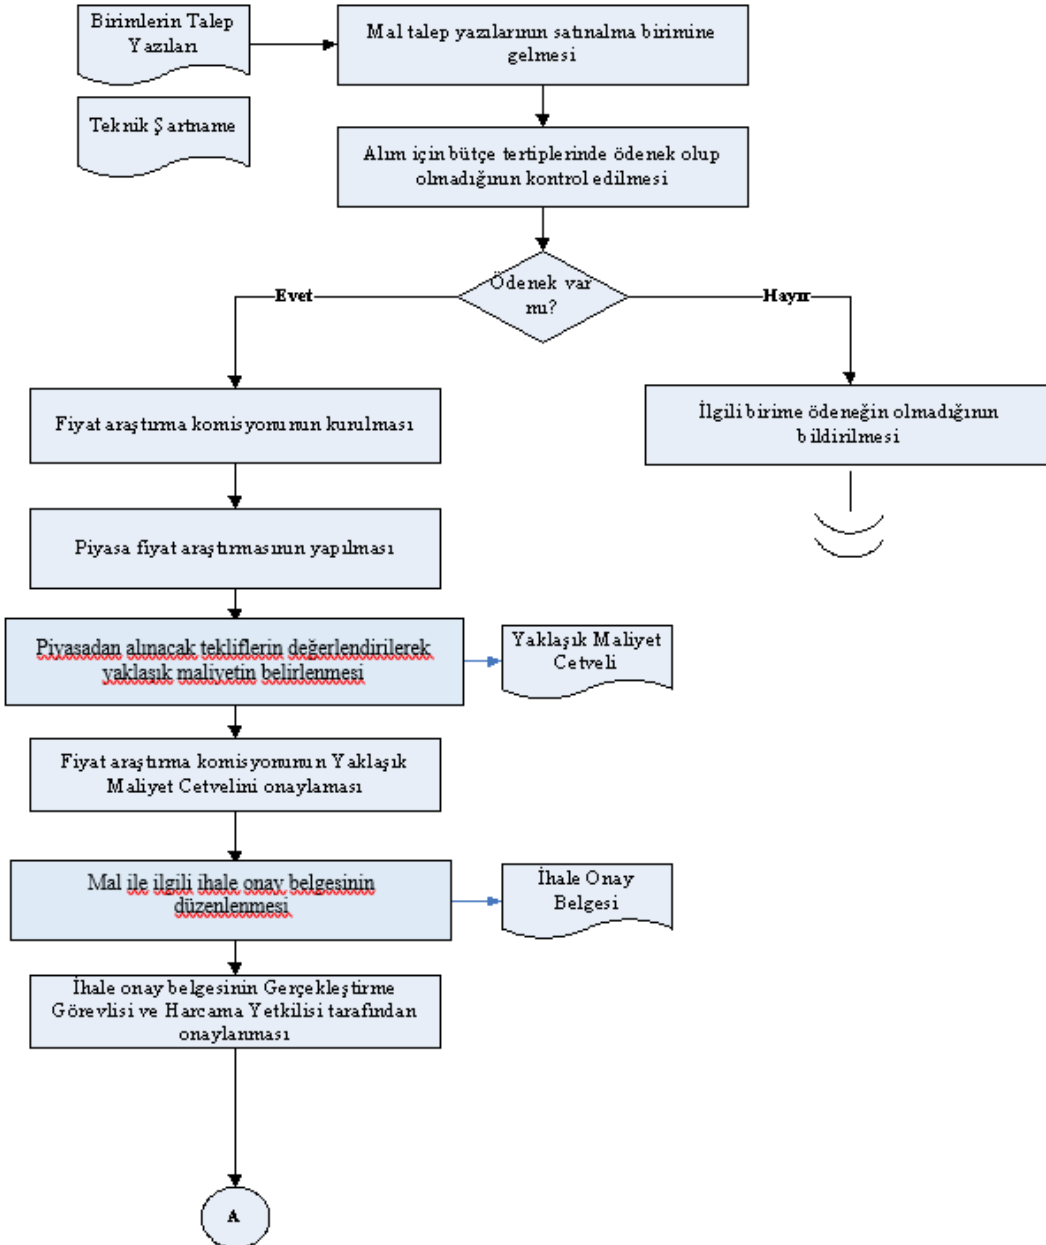 Birimlerin Talep
Yazıları
Mal talep yazılarının satınalma birimine
gelmesi
Teknik Şartname
Alım için bütçe tertiplerinde ödenek olup
olmadığının kontrol edilmesi
Ödenek var
mı?
Evet
Hayır
Fiyat araştırma komisyonunun kurulması
İlgili birime ödeneğin olmadığının
bildirilmesi
Piyasa fiyat araştırmasının yapılması
Piyasadan alınacak tekliflerin değerlendirilerek
yaklaşık maliyetin belirlenmesi
Yaklaşık Maliyet
Cetveli
Fiyat araştırma komisyonunun Yaklaşık
Maliyet Cetvelini onaylaması
Mal ile ilgili ihale onay belgesinin
düzenlenmesi
İhale Onay
Belgesi
İhale onay belgesinin Gerçekleştirme
Görevlisi ve Harcama Yetkilisi tarafından
onaylanması
A